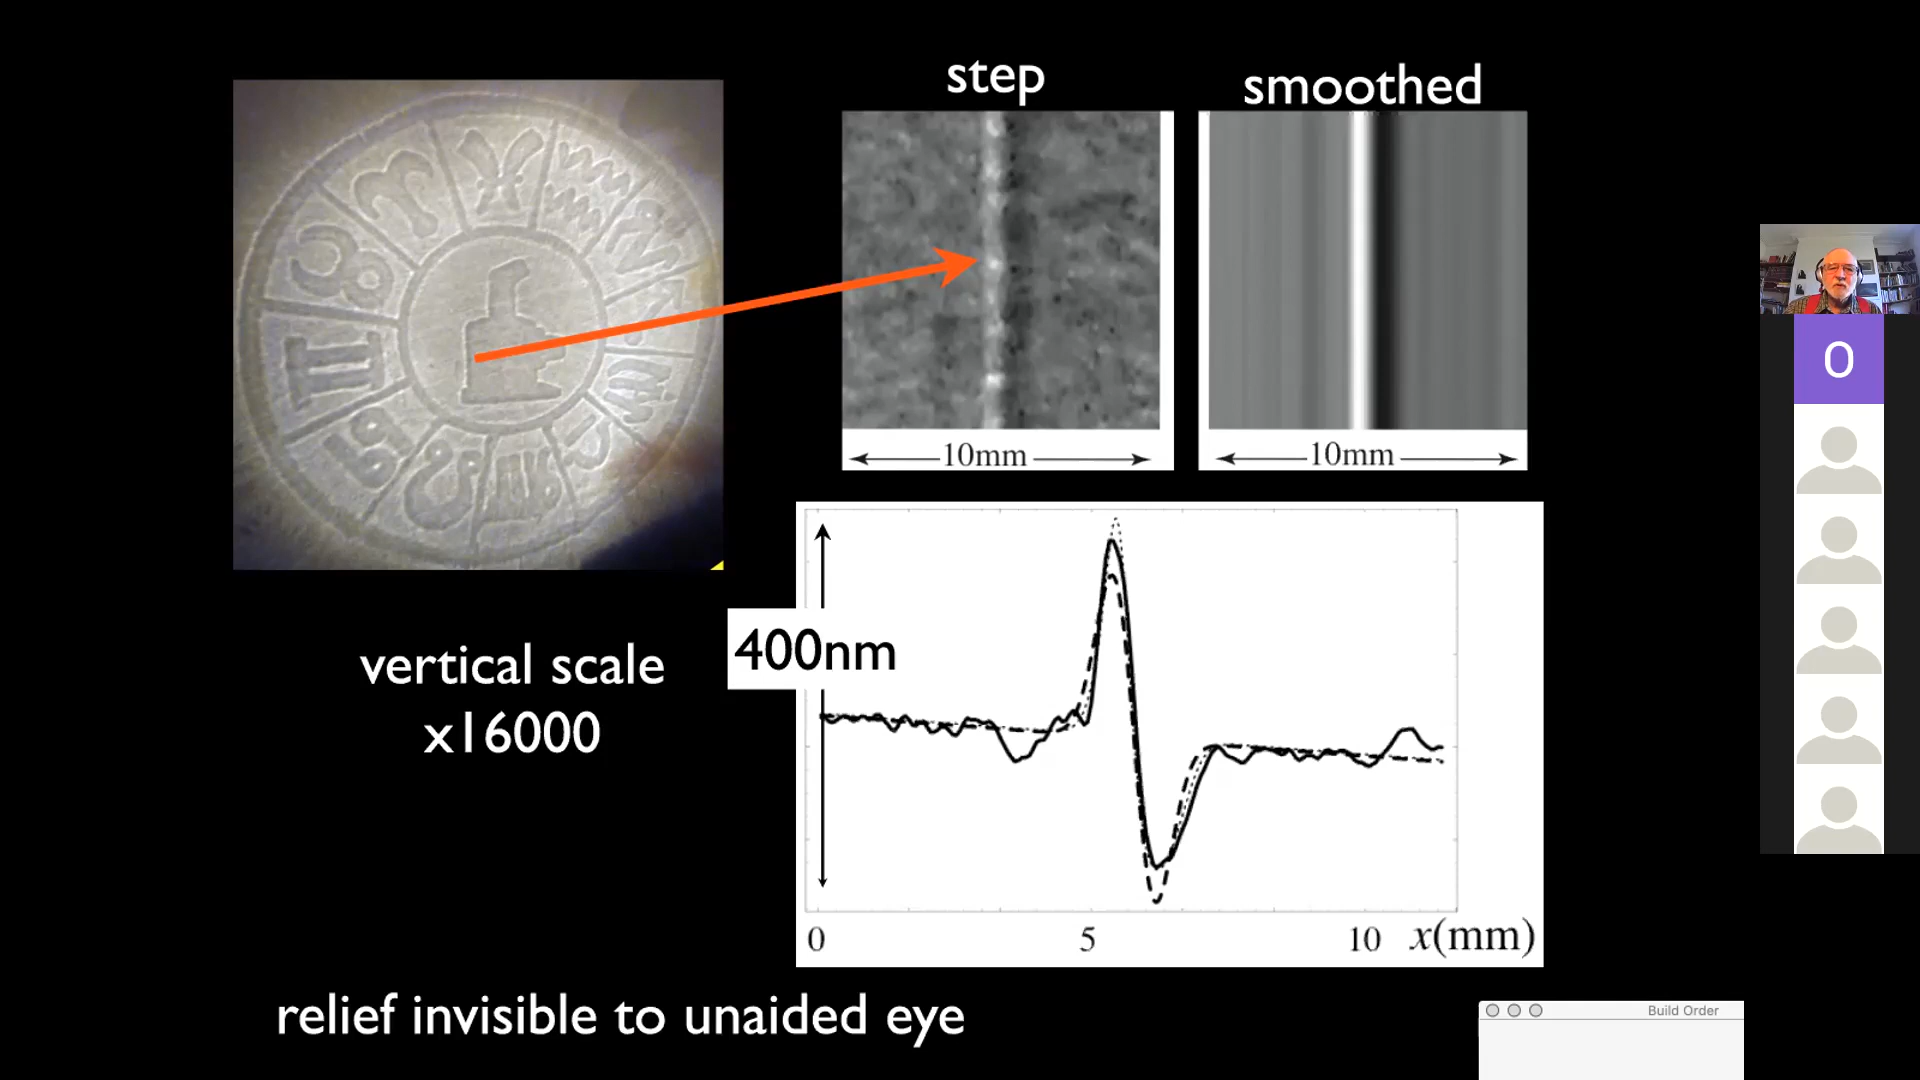 step
smoothed
10mm
10mm
400nm
vertical scale
x16000
0
5
10
x(mm)
relief invisible to unaided eye
O
Build Order